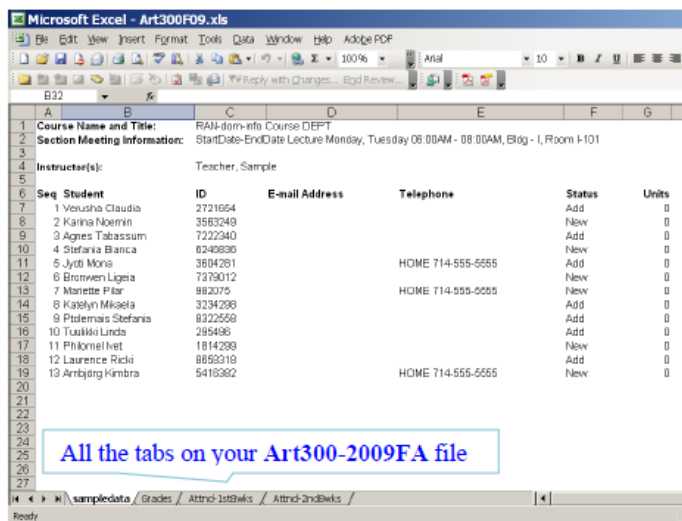 Microsoft Excel - Art300F09.xls
File Edit View Insert Format Tools Data Window Help Adobe PDF
100% Arial 10 B I U
Reply with Changes... End Review...
B32 fx
A B C D E F G
1 Course Name and Title: RAN-dom-info Course DEPT
2 Section Meeting Information: StartDate-EndDate Lecture Monday, Tuesday 06:00AM - 08:00AM, Bldg - I, Room I-101
3
4 Instructor(s): Teacher, Sample
5
6 Seq Student ID E-mail Address Telephone Status Units
7 1 Verusha Claudia 2721654 Add 0
8 2 Karina Noemin 3563249 New 0
9 3 Agnes Tabassum 7222340 Add 0
10 4 Stefania Bianca 6246836 New 0
11 5 Jyoti Mona 3604281 HOME 714-555-5555 Add 0
12 6 Bronwen Ligeia 7379012 New 0
13 7 Mariette Pilar 982075 HOME 714-555-5555 New 0
14 8 Katelyn Mikaela 3234298 Add 0
15 9 Ptolemais Stefania 8322558 Add 0
16 10 Tuulikki Linda 295496 Add 0
17 11 Philomel Ivet 1814299 New 0
18 12 Laurence Ricki 8659318 Add 0
19 13 Arnbjörg Kimbra 5416382 HOME 714-555-5555 New 0
20
21
22
23
24
25
26
27
All the tabs on your Art300-2009FA file
sampledata Grades Attnd-1st8wks Attnd-2nd8wks
Ready